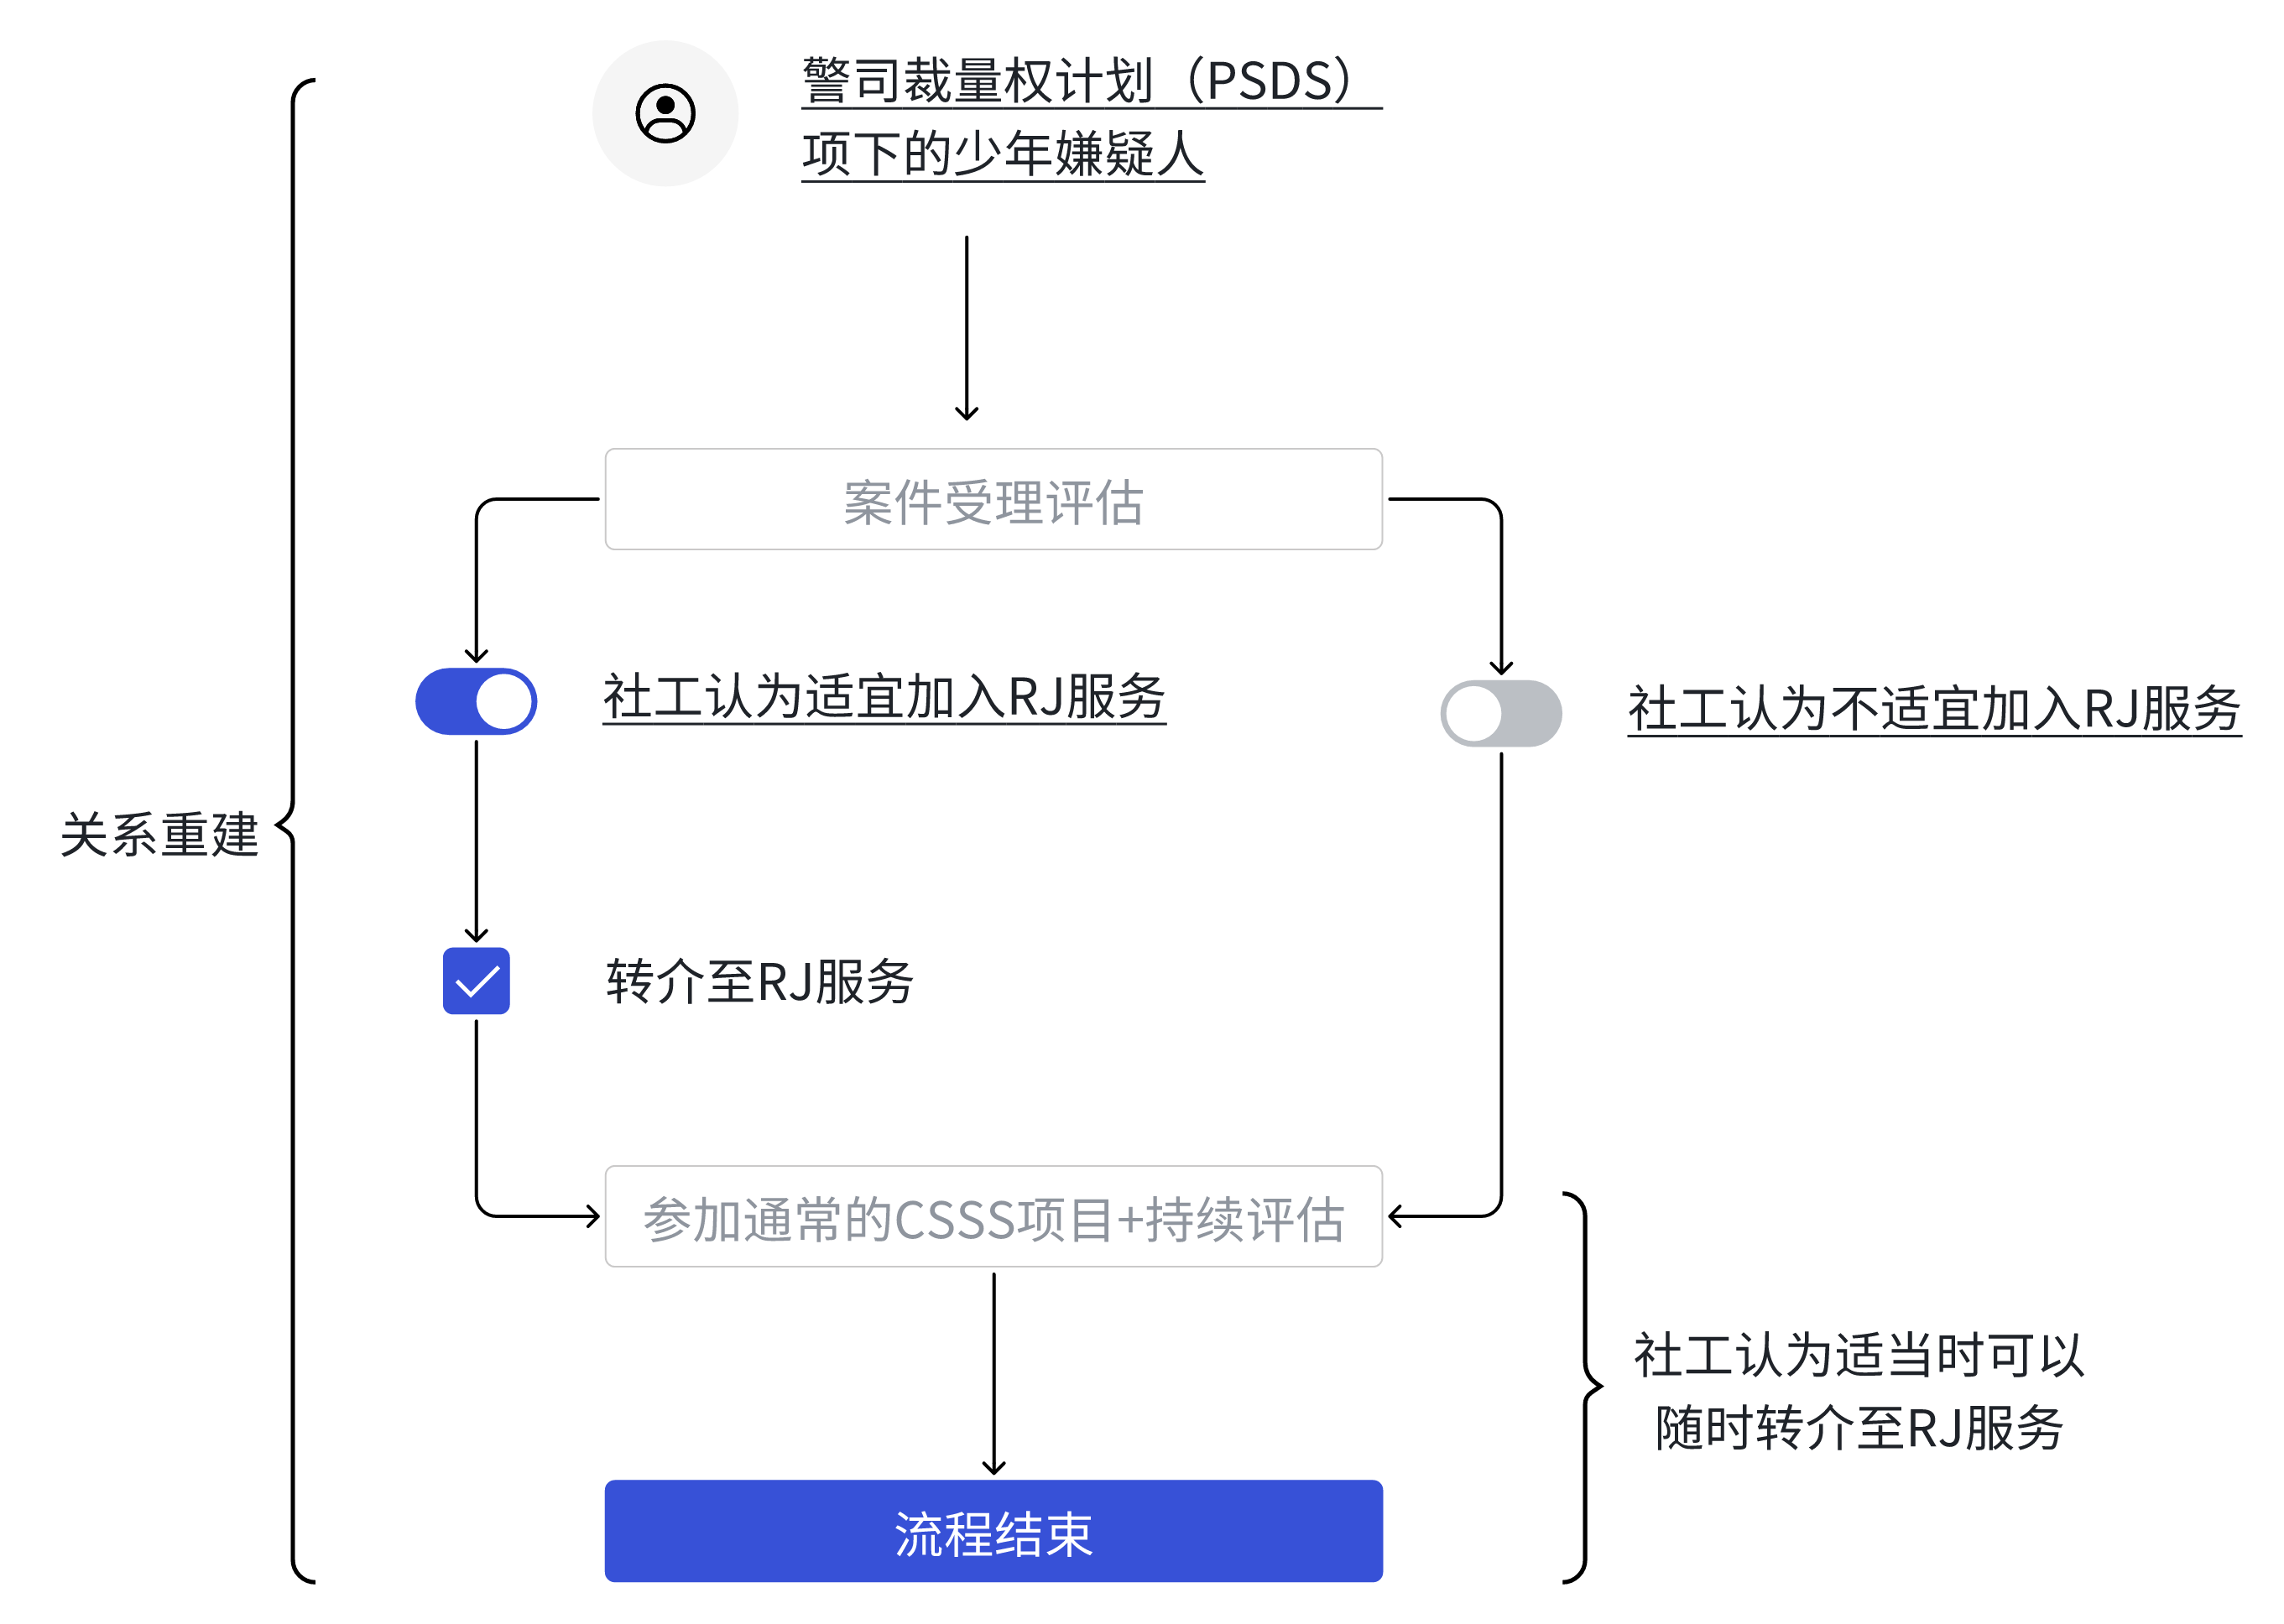 警司裁量权计划（PSDS）
项下的少年嫌疑人
案件受理评估
社工认为适宜加入RJ服务
社工认为不适宜加入RJ服务
关系重建
转介至RJ服务
参加通常的CSSS项目+持续评估
社工认为适当时可以
随时转介至RJ服务
流程结束